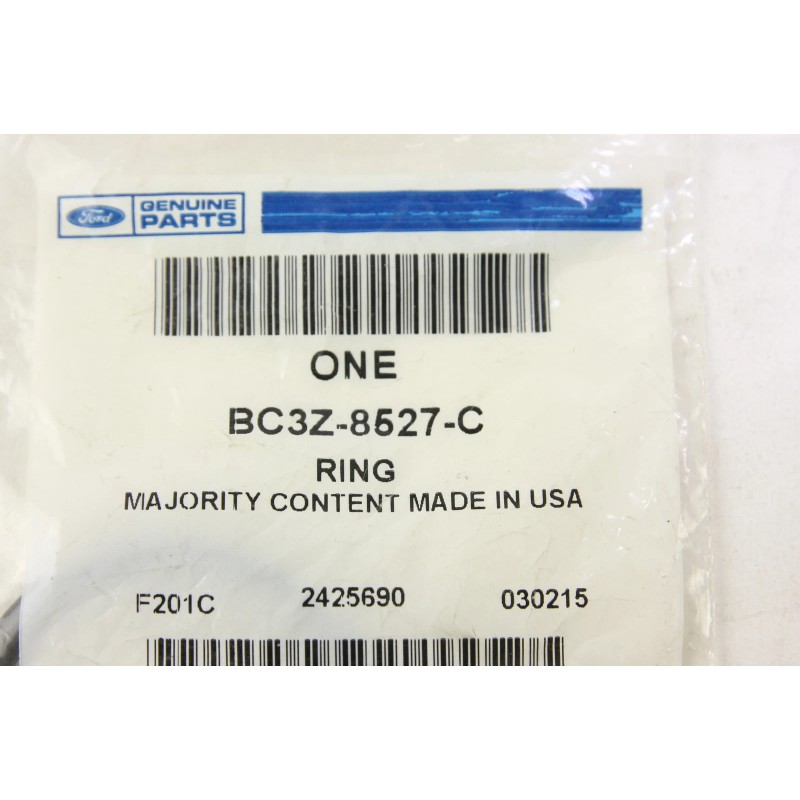 Ford GENUINE
PARTS
ONE
BC3Z-8527-C
RING
MAJORITY CONTENT MADE IN USA
F201C 2425690 030215